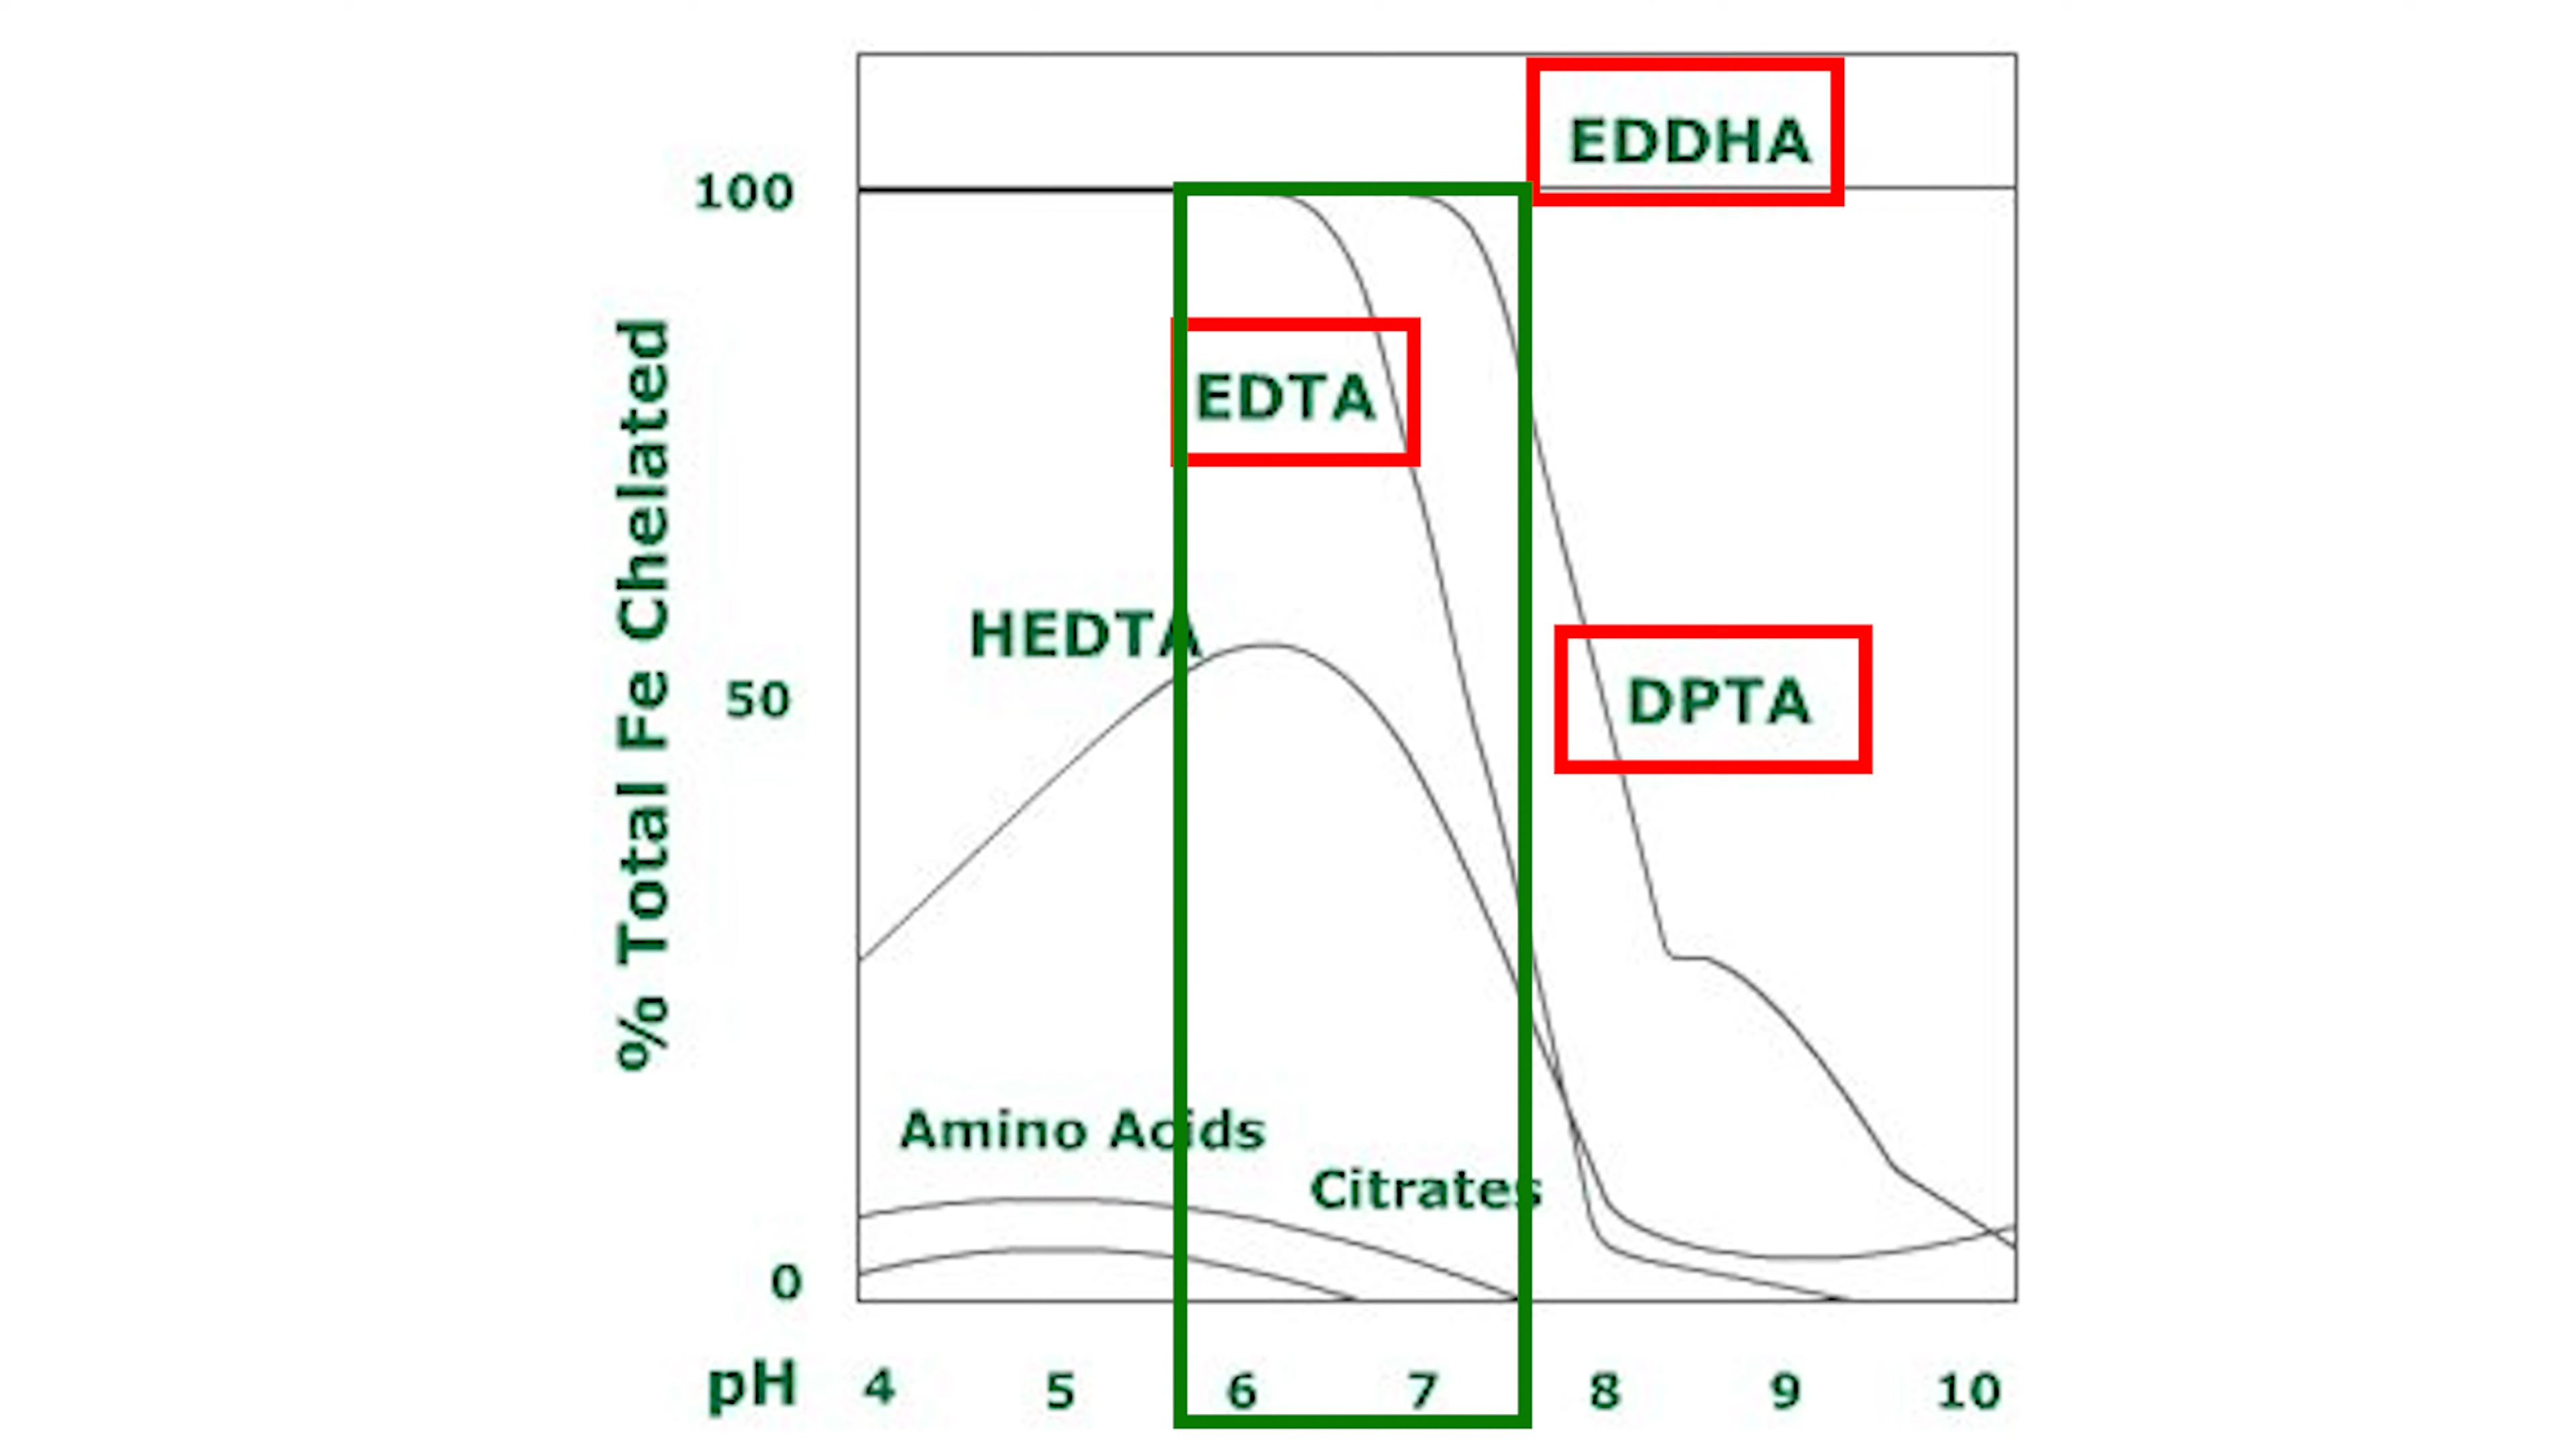 EDDHA
100
EDTA
% Total Fe Chelated
HEDTA
50
DPTA
Amino Acids
Citrates
0
pH 4 5 6 7 8 9 10